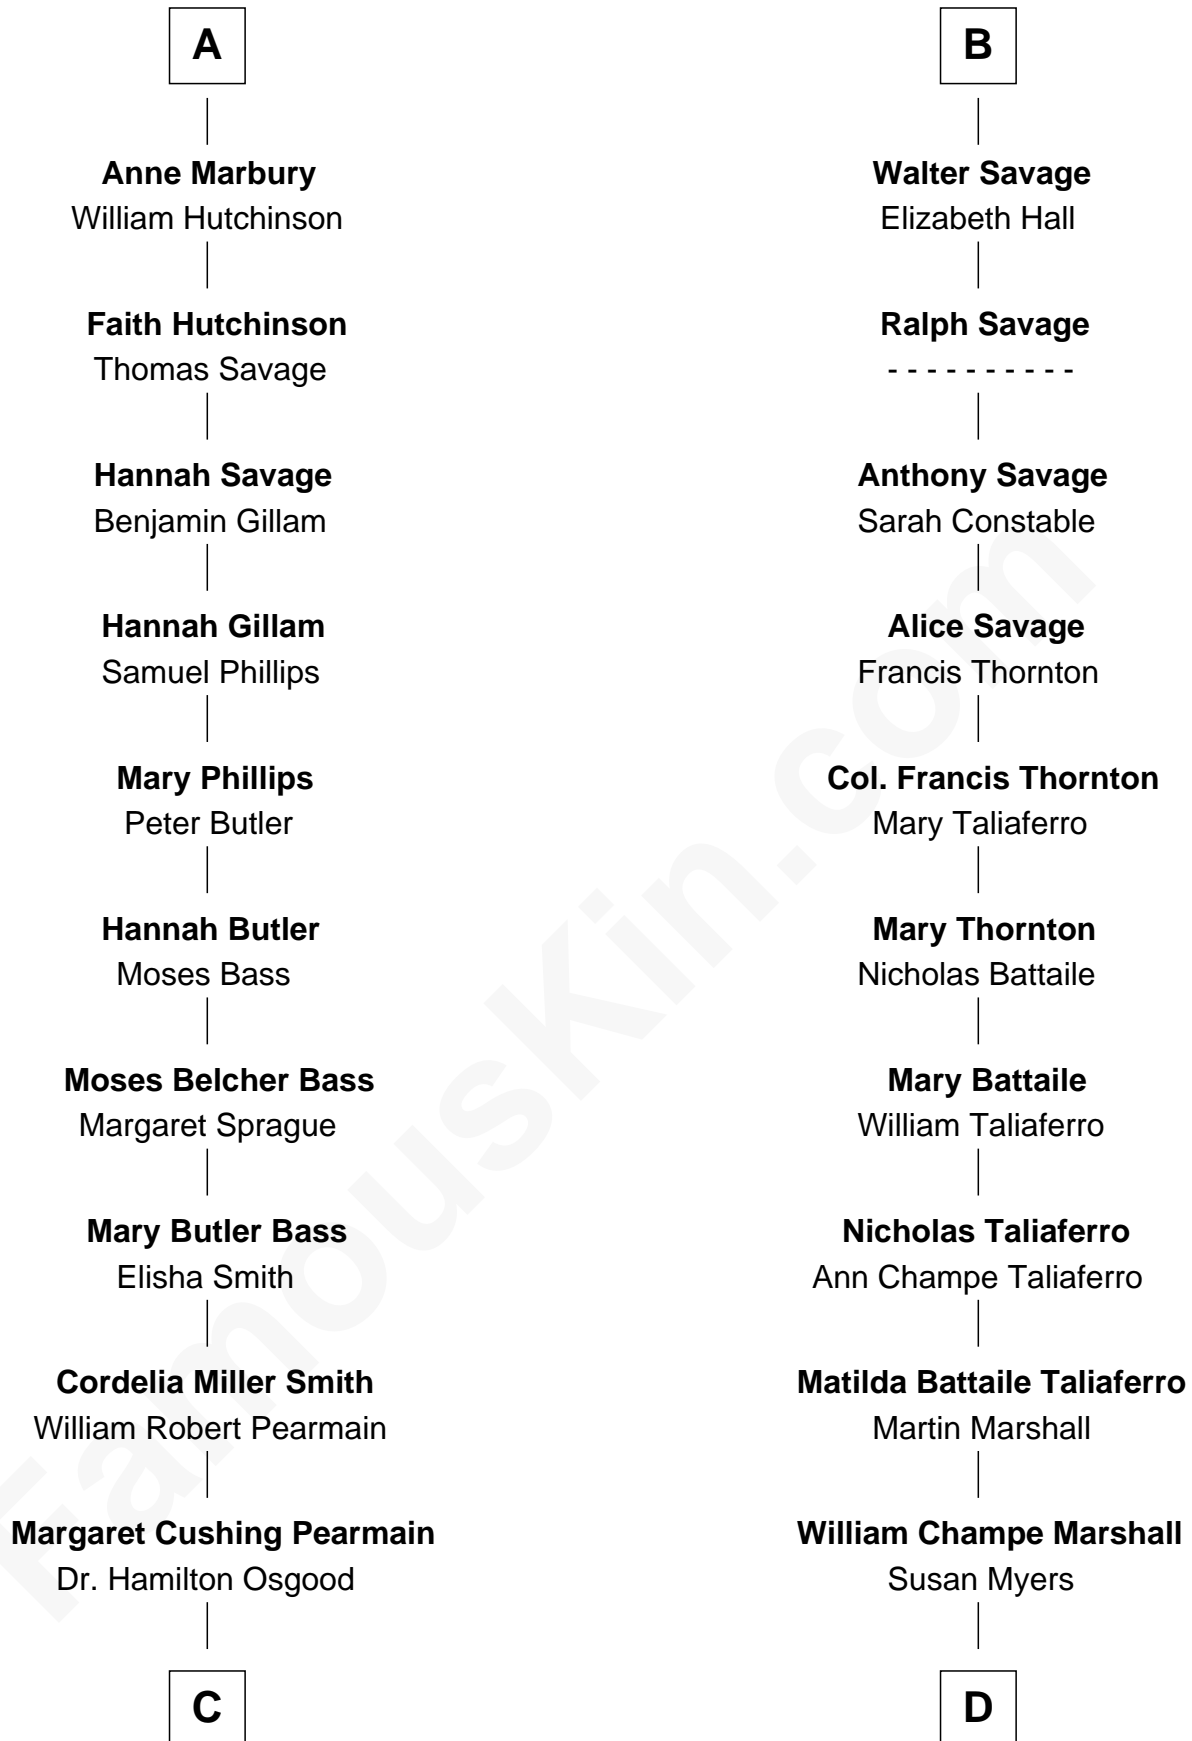 A
Anne Marbury
William Hutchinson
Faith Hutchinson
Thomas Savage
Hannah Savage
Benjamin Gillam
Hannah Gillam
Samuel Phillips
Mary Phillips
Peter Butler
Hannah Butler
Moses Bass
Moses Belcher Bass
Margaret Sprague
Mary Butler Bass
Elisha Smith
Cordelia Miller Smith
William Robert Pearmain
Margaret Cushing Pearmain
Dr. Hamilton Osgood
C
B
Walter Savage
Elizabeth Hall
Ralph Savage
- - - - - - - - - -
Anthony Savage
Sarah Constable
Alice Savage
Francis Thornton
Col. Francis Thornton
Mary Taliaferro
Mary Thornton
Nicholas Battaile
Mary Battaile
William Taliaferro
Nicholas Taliaferro
Ann Champe Taliaferro
Matilda Battaile Taliaferro
Martin Marshall
William Champe Marshall
Susan Myers
D
FamousKin.com